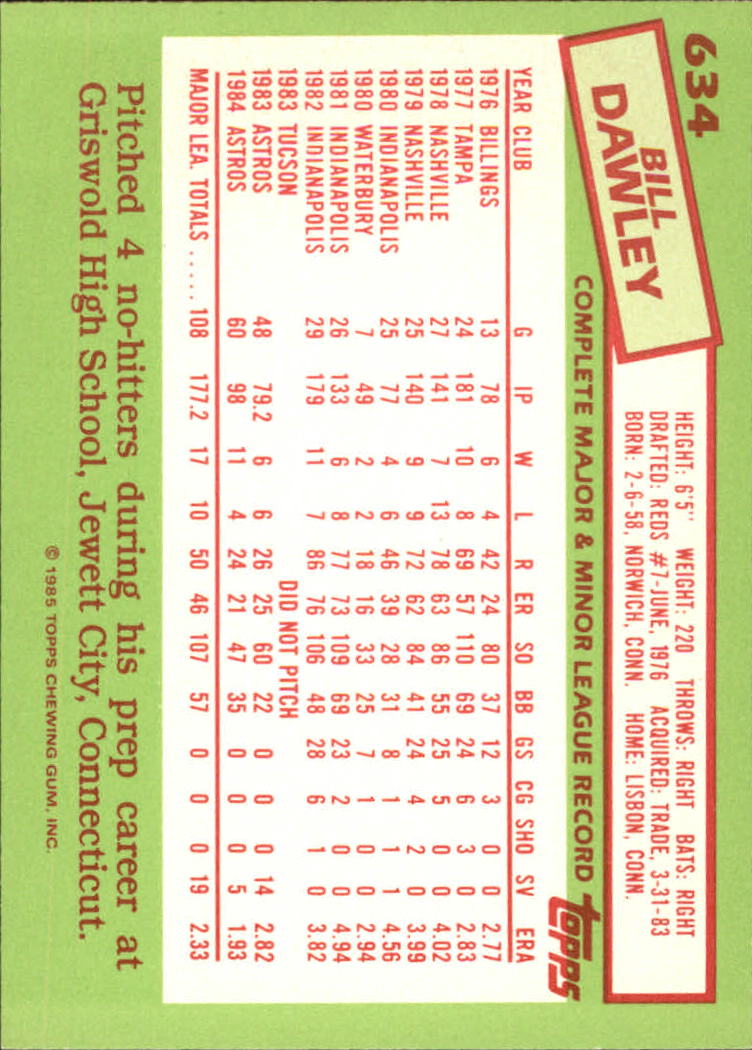 634
BILL
DAWLEY
HEIGHT: 6'5" WEIGHT: 220 THROWS: RIGHT BATS: RIGHT
DRAFTED: REDS #7-JUNE, 1976 ACQUIRED: TRADE, 3-31-83
BORN: 2-6-58, NORWICH, CONN. HOME: LISBON, CONN.
COMPLETE MAJOR & MINOR LEAGUE RECORD topps
YEAR CLUB G IP W L R ER SO BB GS CG SHO SV ERA
1976 BILLINGS 13 78 6 4 42 24 80 37 12 3 0 0 2.77
1977 TAMPA 24 181 10 8 69 57 110 69 24 6 3 0 2.83
1978 NASHVILLE 27 141 7 13 78 63 86 55 25 5 0 0 4.02
1979 NASHVILLE 25 140 9 9 72 62 84 41 24 4 2 0 3.99
1980 INDIANAPOLIS 25 77 4 6 46 39 28 31 8 1 1 1 4.56
1980 WATERBURY 7 49 2 2 18 16 33 25 7 1 0 0 2.94
1981 INDIANAPOLIS 26 133 6 8 77 73 109 69 23 2 0 0 4.94
1982 INDIANAPOLIS 29 179 11 7 86 76 106 48 28 6 1 0 3.82
1983 TUCSON DID NOT PITCH
1983 ASTROS 48 79.2 6 6 26 25 60 22 0 0 0 14 2.82
1984 ASTROS 60 98 11 4 24 21 47 35 0 0 0 5 1.93
MAJOR LEA. TOTALS ..... 108 177.2 17 10 50 46 107 57 0 0 0 19 2.33
Pitched 4 no-hitters during his prep career at
Griswold High School, Jewett City, Connecticut.
© 1985 TOPPS CHEWING GUM, INC.